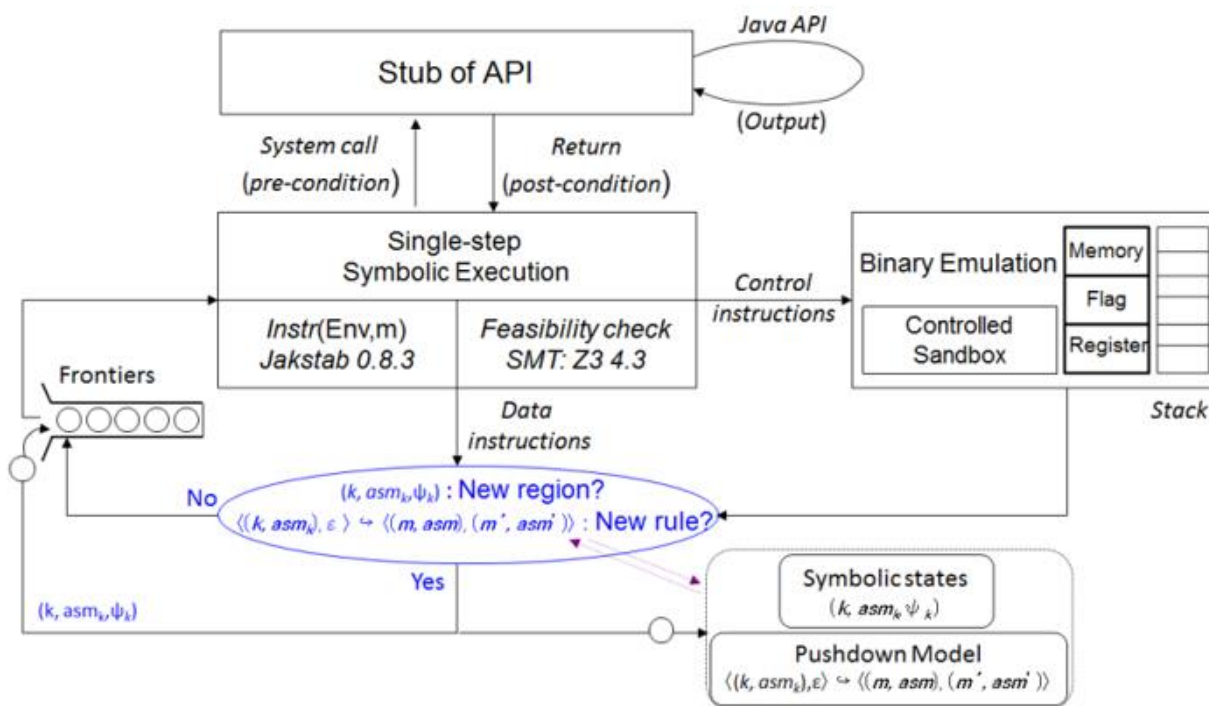 Java API
Stub of API
(Output)
System call
(pre-condition)
Return
(post-condition)
Single-step
Symbolic Execution
Instr(Env,m)
Jakstab 0.8.3
Feasibility check
SMT: Z3 4.3
Control
instructions
Binary Emulation
Controlled
Sandbox
Memory
Flag
Register
Stack
Frontiers
Data
instructions
No
(k, asmₖ,ψₖ) : New region?
⟨(k, asmₖ), ε ⟩ ↪ ⟨(m, asm), (m', asm')⟩ : New rule?
Yes
(k, asmₖ,ψₖ)
Symbolic states
(k, asmₖ ψₖ)
Pushdown Model
⟨(k, asmₖ),ε⟩ ↪ ⟨(m, asm), (m', asm')⟩